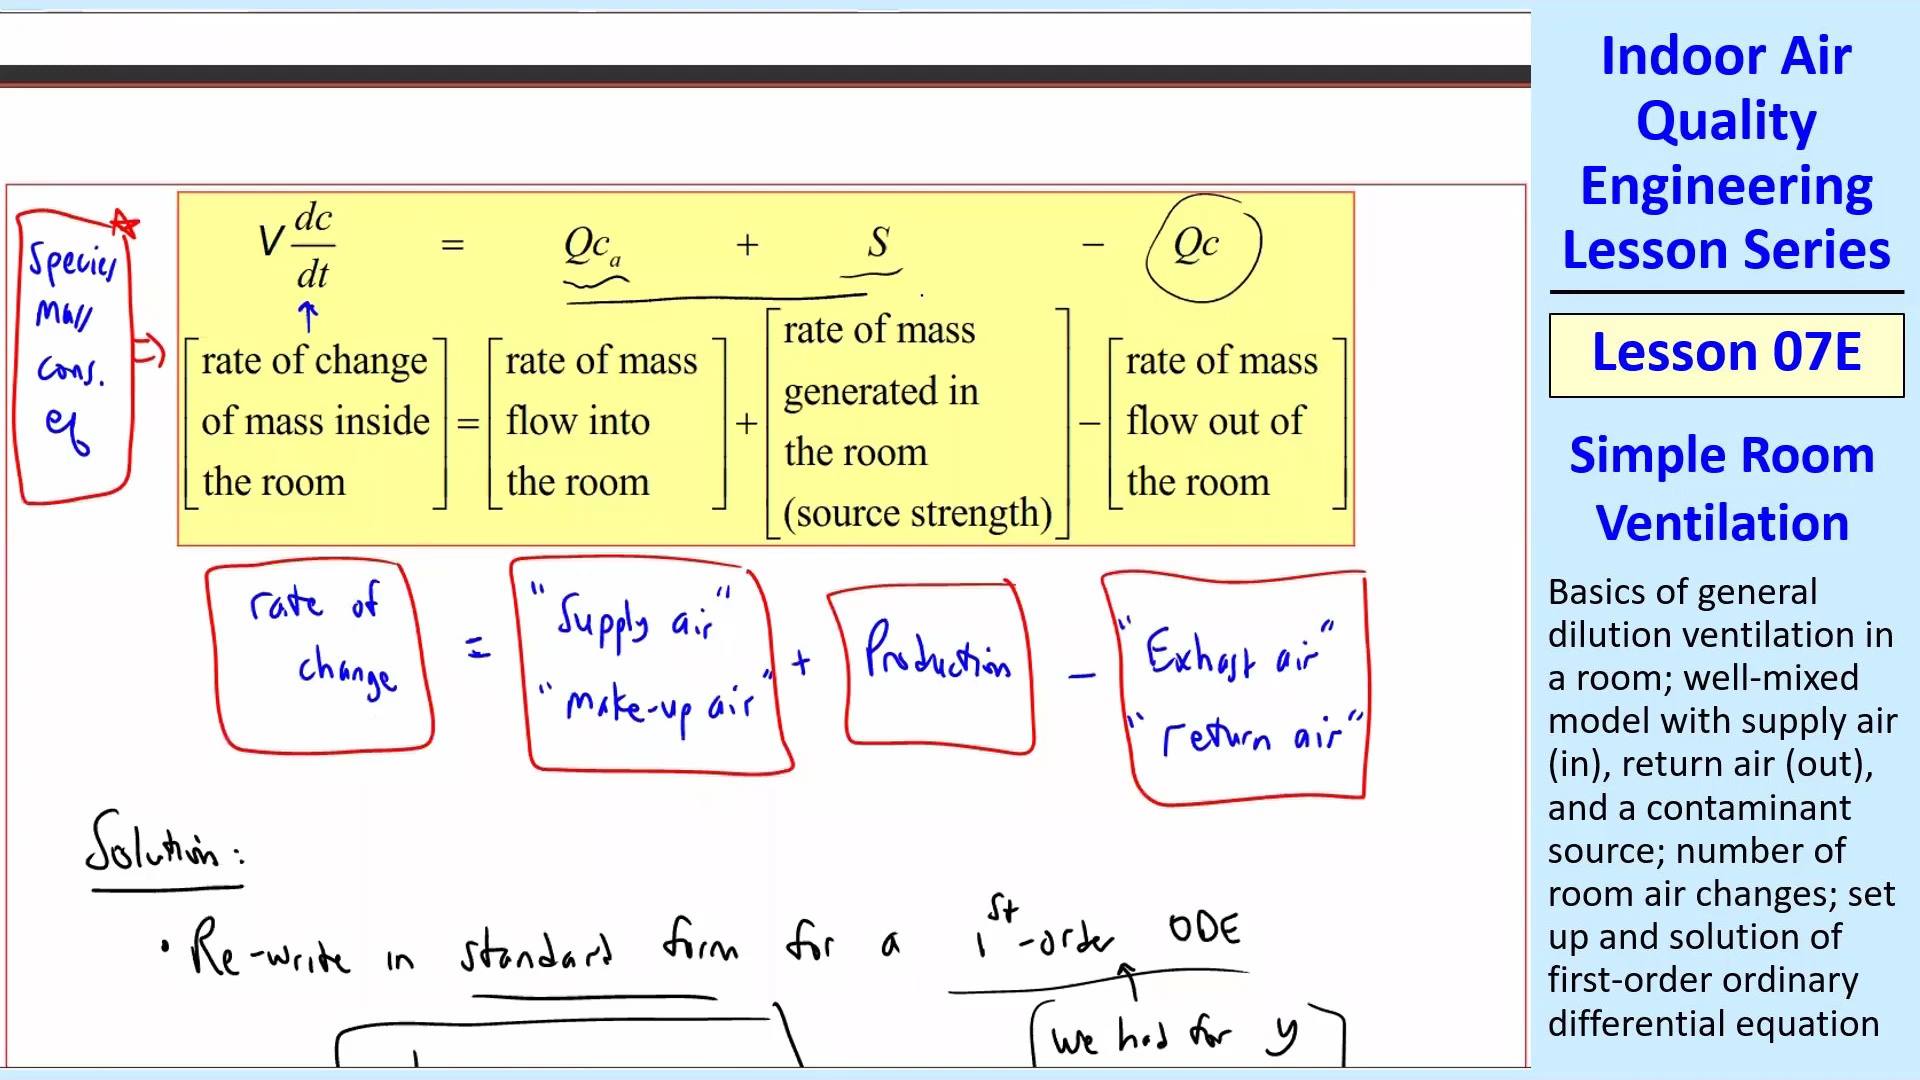 V dc/dt = Qc_a + S − Qc
[rate of change of mass inside the room] = [rate of mass flow into the room] + [rate of mass generated in the room (source strength)] − [rate of mass flow out of the room]
Species
Mass
cons.
eq
⇒
rate of
change
=
"Supply air"
"make-up air"
+
Production
−
"Exhast air"
"return air"
Solution:
• Re-write in standard form for a 1st-order ODE
we had for y
Indoor Air
Quality
Engineering
Lesson Series
Lesson 07E
Simple Room
Ventilation
Basics of general
dilution ventilation in
a room; well-mixed
model with supply air
(in), return air (out),
and a contaminant
source; number of
room air changes; set
up and solution of
first-order ordinary
differential equation